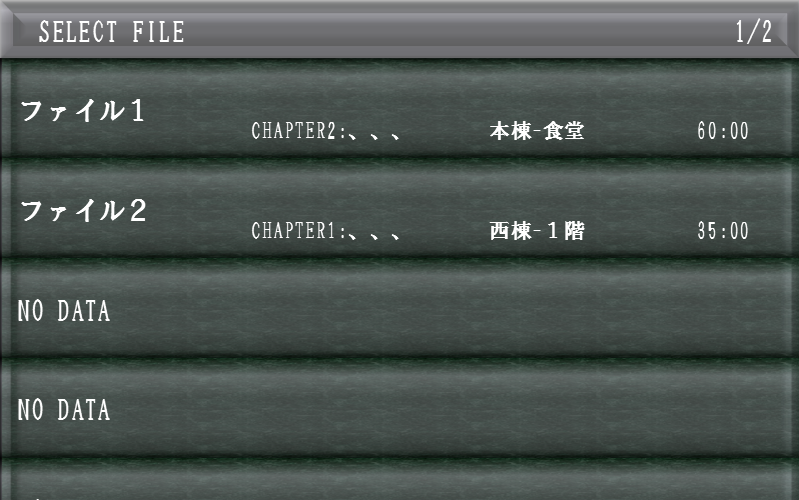 SELECT FILE 1/2
ファイル1
CHAPTER2:、、、 本棟-食堂 60:00
ファイル2
CHAPTER1:、、、 西棟-1階 35:00
NO DATA
NO DATA